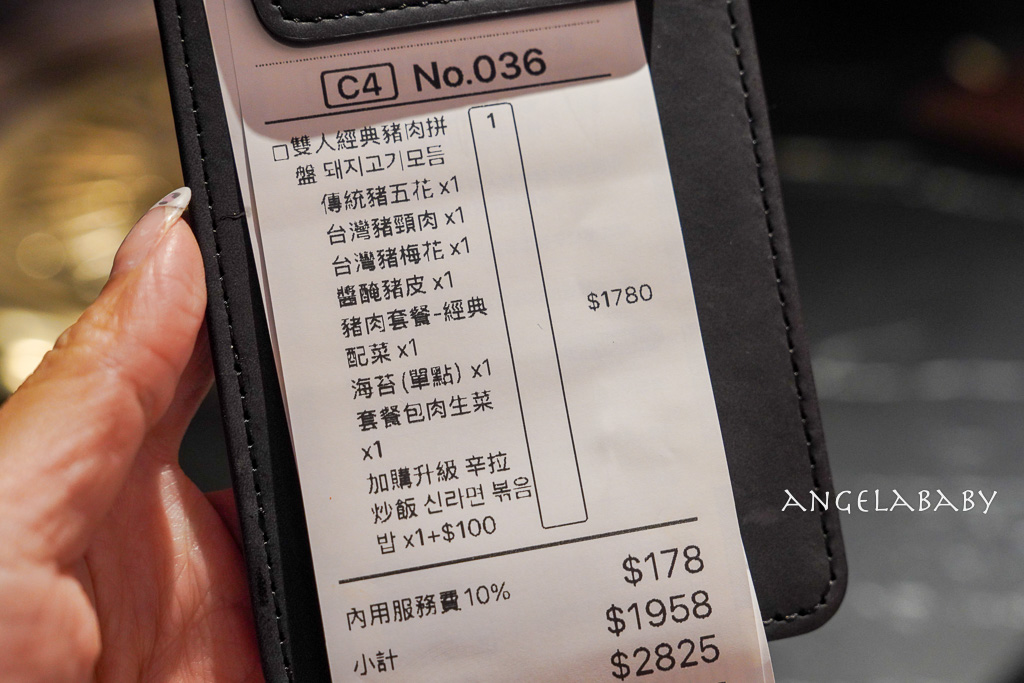 C4 No.036
□雙人經典豬肉拼 1
盤 돼지고기모듬
傳統豬五花 x1
台灣豬頸肉 x1
台灣豬梅花 x1
醬醃豬皮 x1
豬肉套餐-經典 $1780
配菜 x1
海苔(單點) x1
套餐包肉生菜
x1
加購升級 辛拉
炒飯 신라면 볶음
밥 x1+$100
內用服務費10% $178
小計 $1958
$2825
ANGELABABY